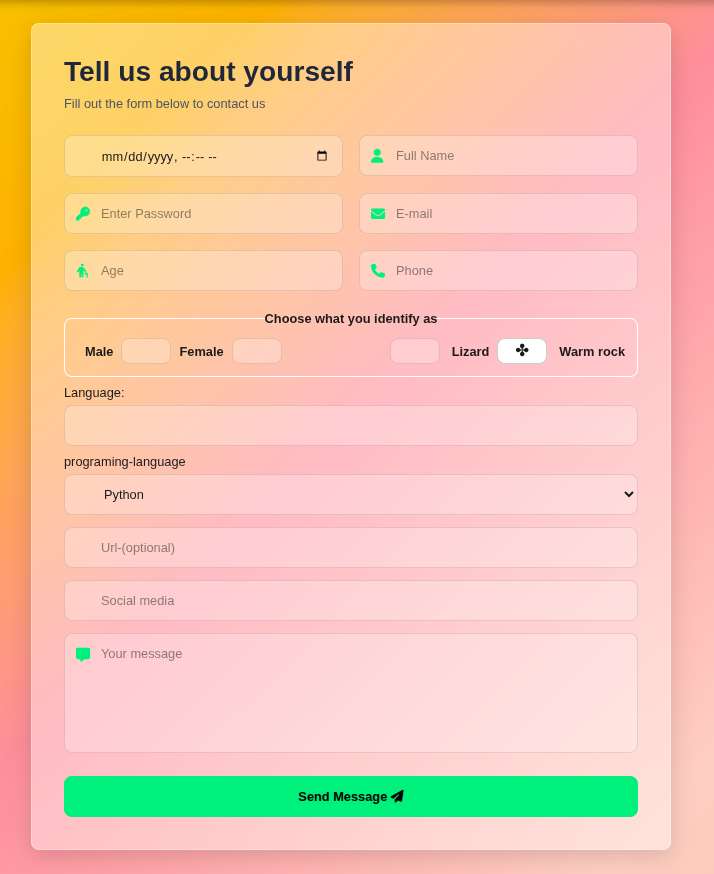 Tell us about yourself
Fill out the form below to contact us
mm/dd/yyyy, --:-- --
Full Name
Enter Password
E-mail
Age
Phone
Choose what you identify as
Male Female Lizard Warm rock
Language:
programing-language
Python
Url-(optional)
Social media
Your message
Send Message